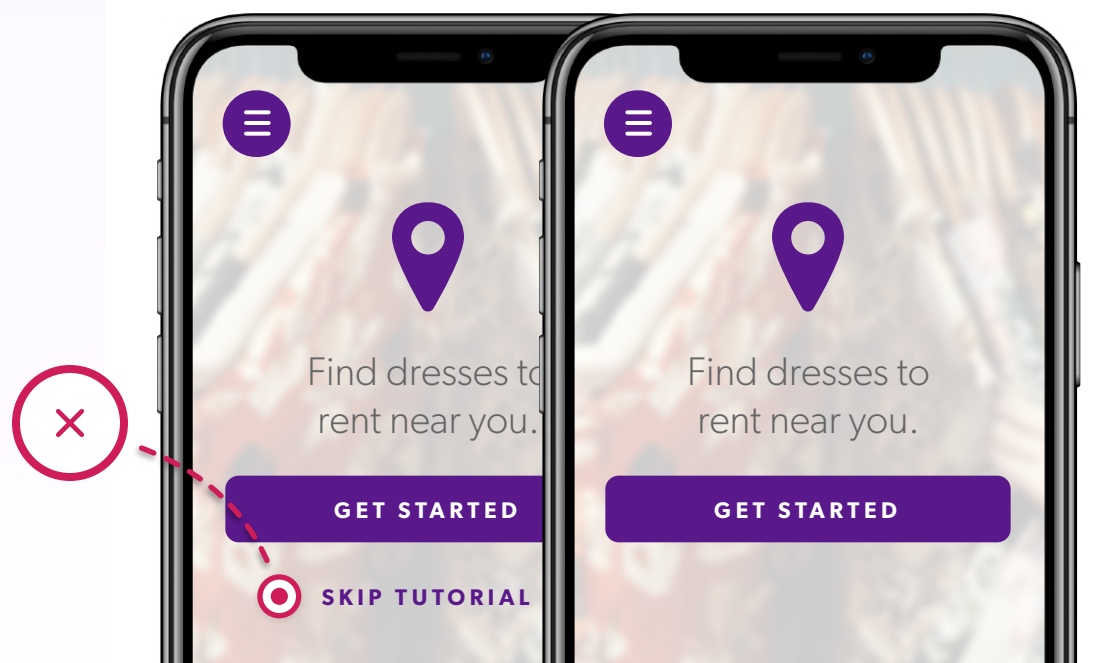 Find dresses to
rent near you.
GET STARTED
SKIP TUTORIAL
Find dresses to
rent near you.
GET STARTED